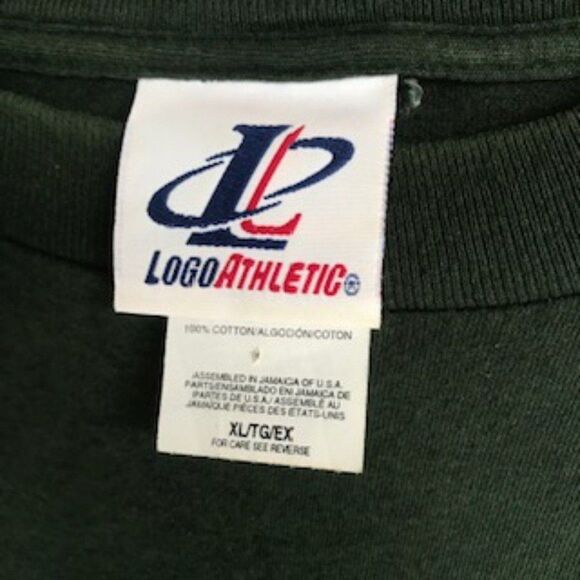 L
LOGOATHLETIC®
100% COTTON/ALGODÓN/COTON
ASSEMBLED IN JAMAICA OF U.S.A.
PARTS/ENSAMBLADO EN JAMAICA DE
PARTES DE U.S.A./ ASSEMBLÉ AU
JAMAÏQUE PIÈCES DES ÉTATS-UNIS
XL/TG/EX
FOR CARE SEE REVERSE